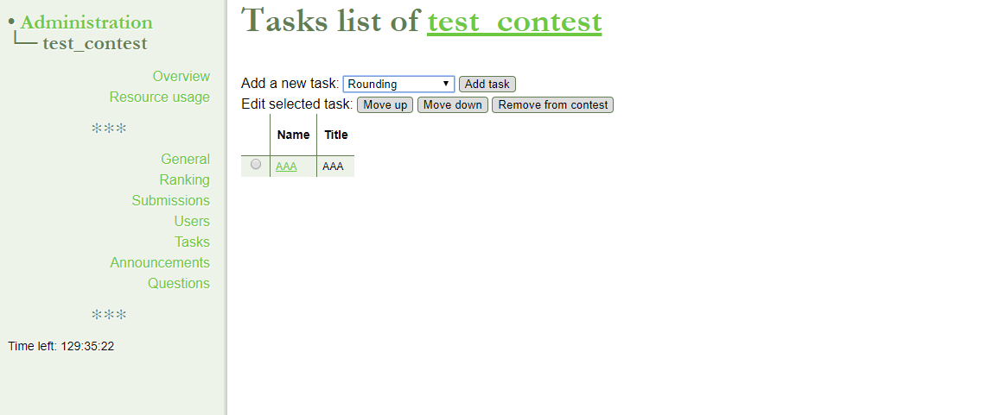 • Administration
└─ test_contest
Overview
Resource usage
***
General
Ranking
Submissions
Users
Tasks
Announcements
Questions
***
Time left: 129:35:22
Tasks list of test_contest
Add a new task: Rounding ▼ Add task
Edit selected task: Move up Move down Remove from contest
Name Title
AAA AAA